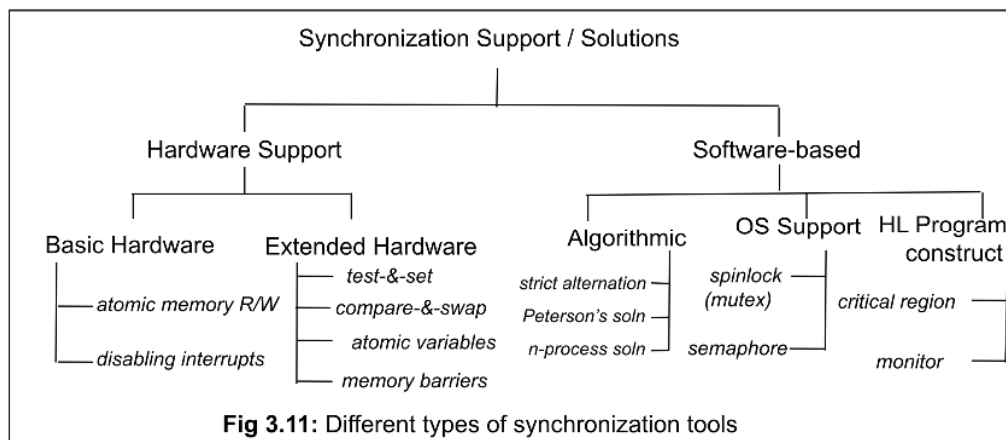 Synchronization Support / Solutions
Hardware Support
Software-based
Basic Hardware
atomic memory R/W
disabling interrupts
Extended Hardware
test-&-set
compare-&-swap
atomic variables
memory barriers
Algorithmic
strict alternation
Peterson's soln
n-process soln
OS Support
spinlock
(mutex)
semaphore
HL Program
construct
critical region
monitor
Fig 3.11: Different types of synchronization tools